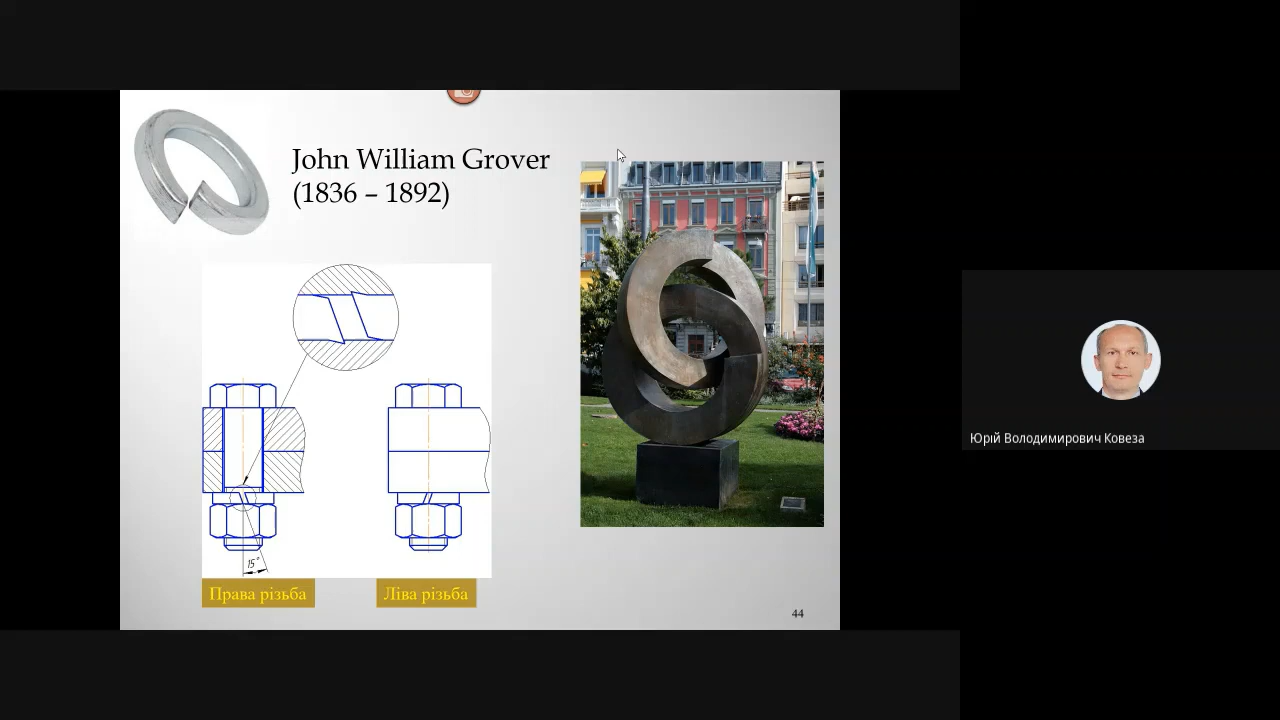 John William Grover
(1836 – 1892)
15°
Права різьба
Ліва різьба
44
Юрій Володимирович Ковеза